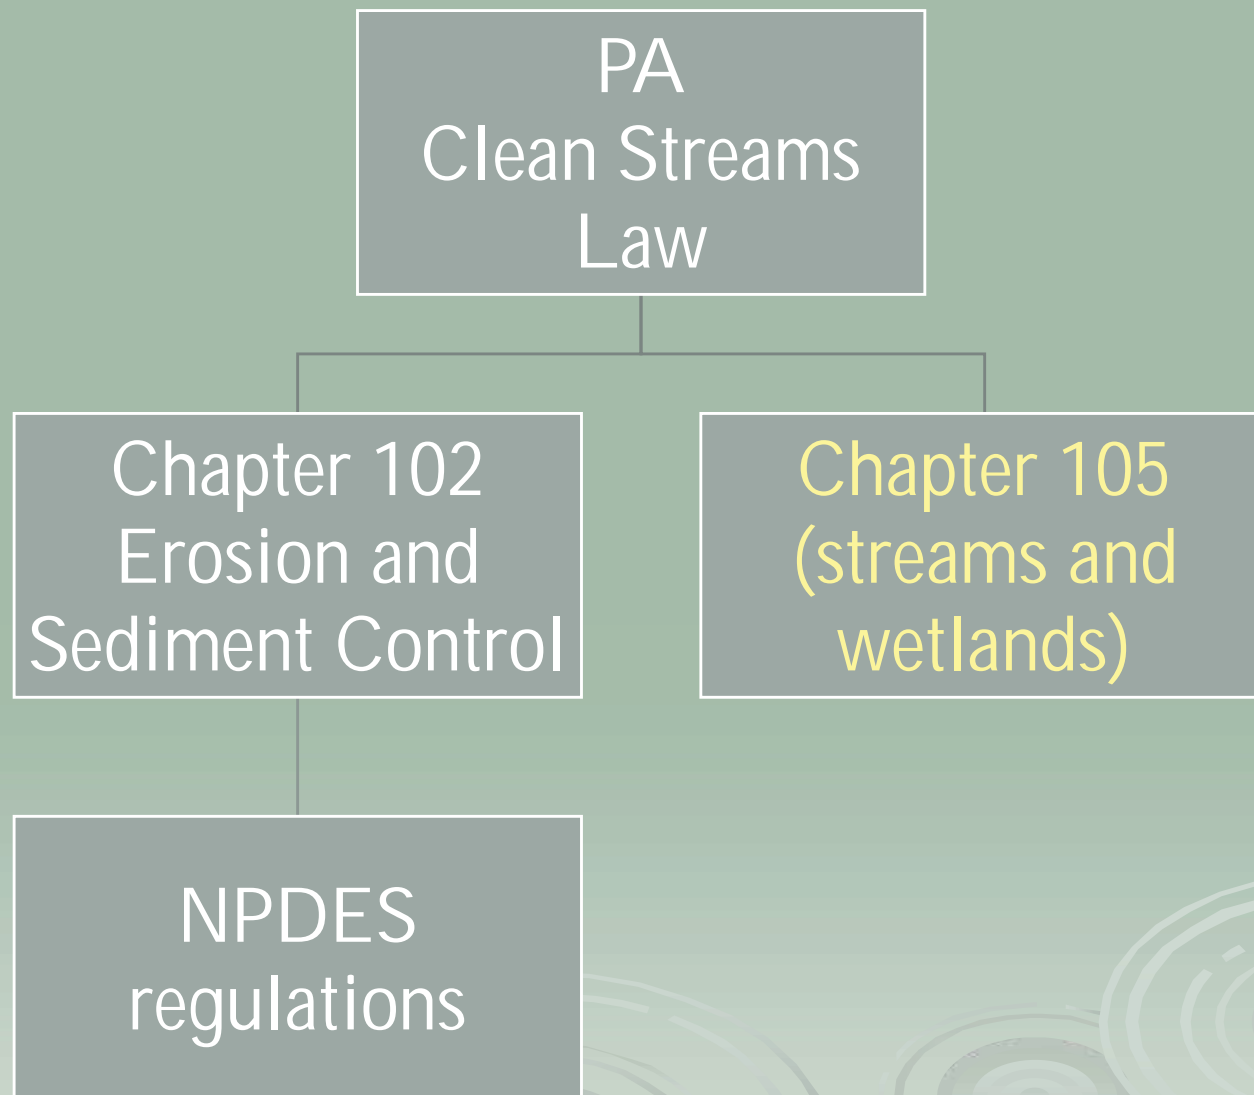 PA
Clean Streams
Law
Chapter 102
Erosion and
Sediment Control
Chapter 105
(streams and
wetlands)
NPDES
regulations